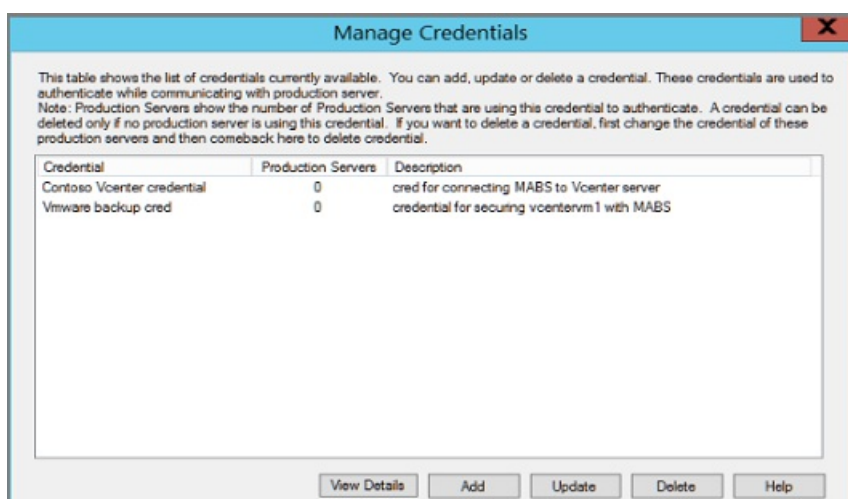 Manage Credentials
X
This table shows the list of credentials currently available. You can add, update or delete a credential. These credentials are used to
authenticate while communicating with production server.
Note: Production Servers show the number of Production Servers that are using this credential to authenticate. A credential can be
deleted only if no production server is using this credential. If you want to delete a credential, first change the credential of these
production servers and then comeback here to delete credential.
Credential Production Servers Description
Contoso Vcenter credential 0 cred for connecting MABS to Vcenter server
Vmware backup cred 0 credential for securing vcentervm1 with MABS
View Details Add Update Delete Help